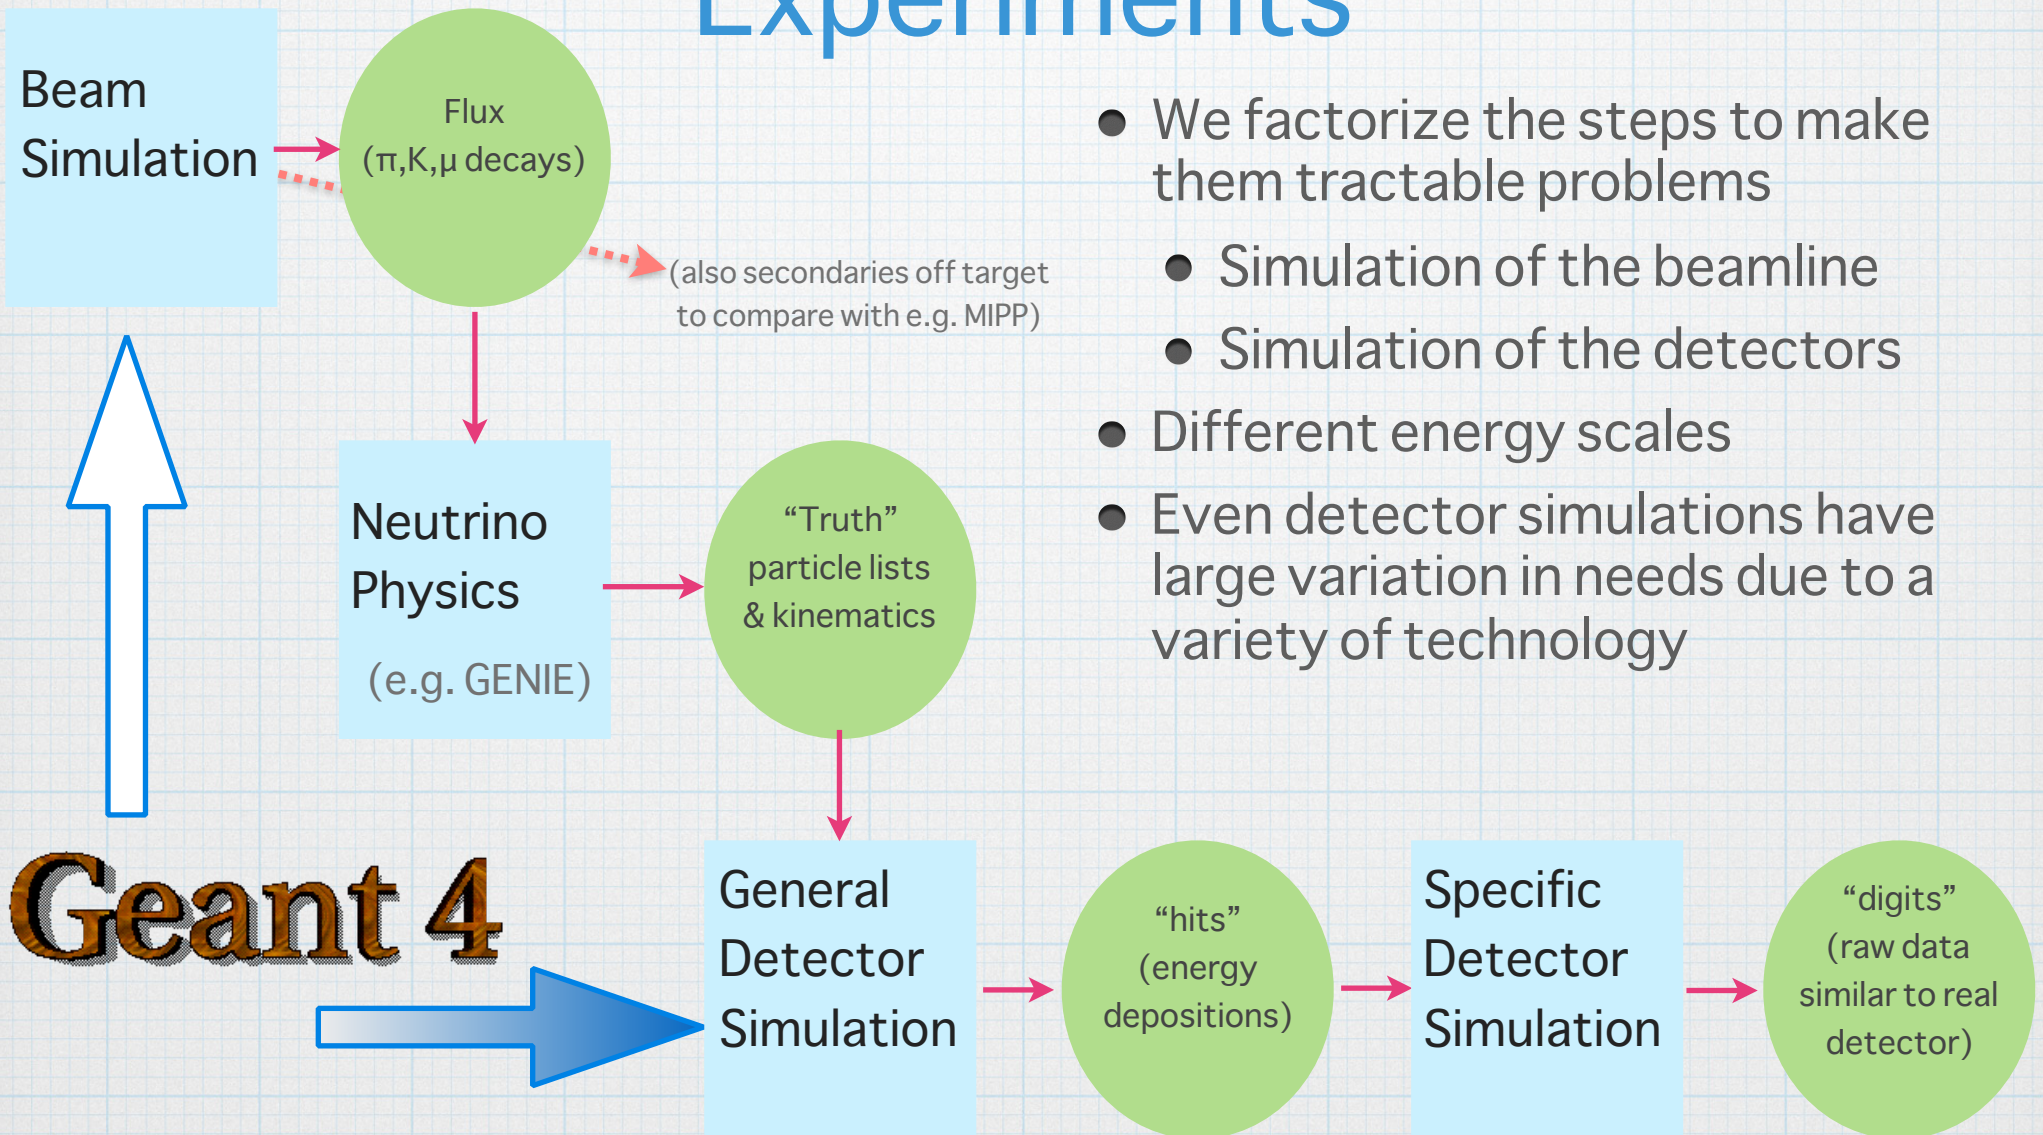 Experiments
Beam
Simulation
Flux
(π,K,μ decays)
(also secondaries off target
to compare with e.g. MIPP)
• We factorize the steps to make
them tractable problems
• Simulation of the beamline
• Simulation of the detectors
• Different energy scales
• Even detector simulations have
large variation in needs due to a
variety of technology
Neutrino
Physics
(e.g. GENIE)
“Truth”
particle lists
& kinematics
Geant 4
General
Detector
Simulation
“hits”
(energy
depositions)
Specific
Detector
Simulation
“digits”
(raw data
similar to real
detector)